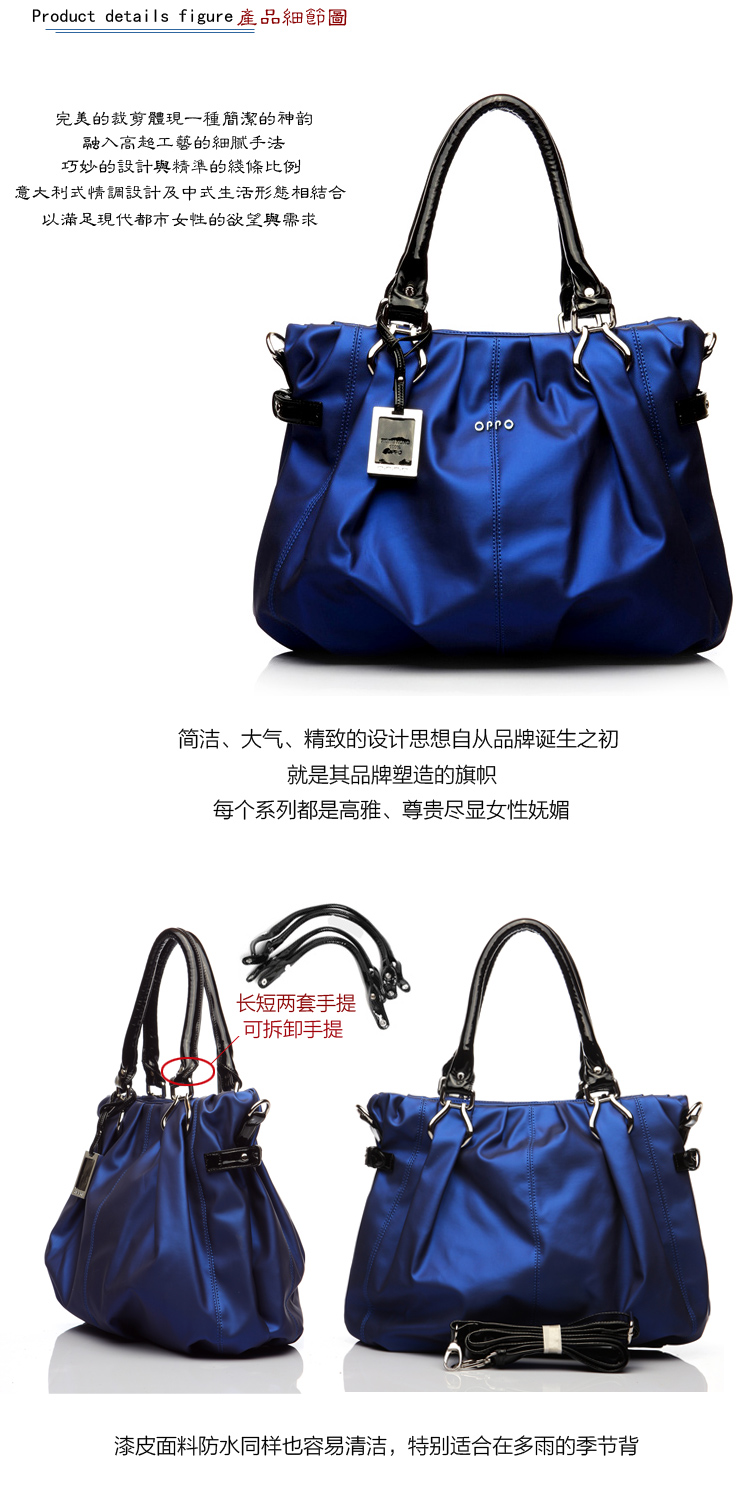 Product details figure產品細節圖
完美的裁剪體現一種簡潔的神韵
融入高超工藝的細膩手法
巧妙的設計與精準的綫條比例
意大利式情調設計及中式生活形態相結合
以滿足現代都市女性的欲望與需求
OPPO
简洁、大气、精致的设计思想自从品牌诞生之初
就是其品牌塑造的旗帜
每个系列都是高雅、尊贵尽显女性妩媚
长短两套手提
可拆卸手提
漆皮面料防水同样也容易清洁，特别适合在多雨的季节背